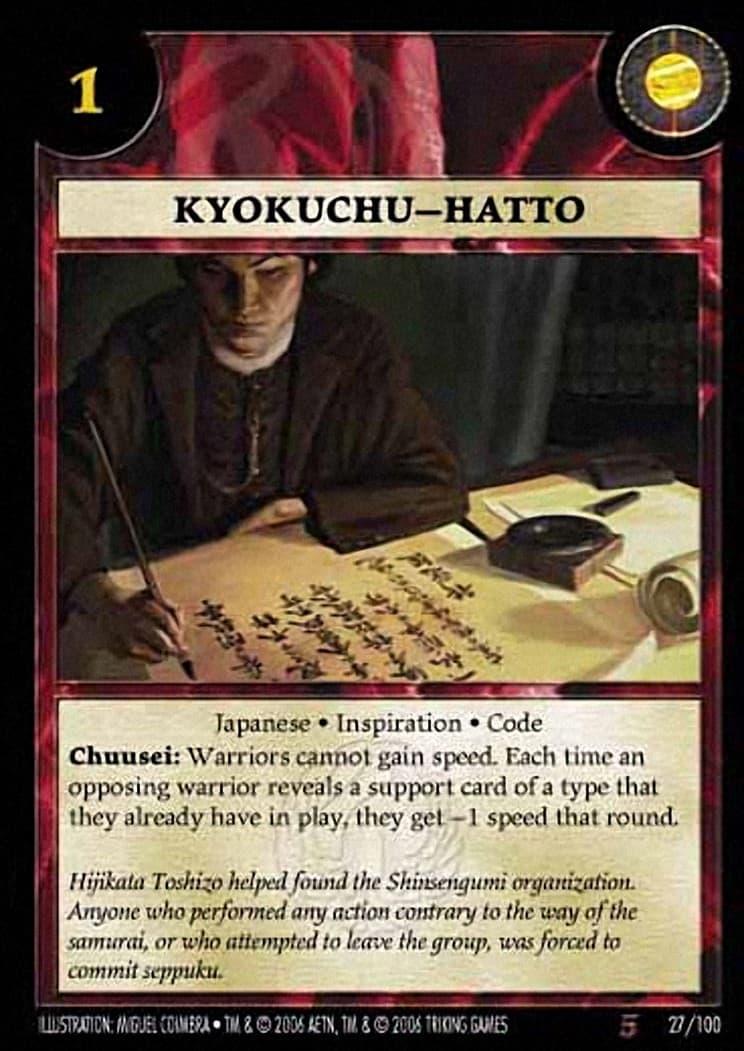 1
KYOKUCHU–HATTO
Japanese • Inspiration • Code
Chuusei: Warriors cannot gain speed. Each time an
opposing warrior reveals a support card of a type that
they already have in play, they get –1 speed that round.
Hijikata Toshizo helped found the Shinsengumi organization.
Anyone who performed any action contrary to the way of the
samurai, or who attempted to leave the group, was forced to
commit seppuku.
ILLUSTRATION: MIGUEL COIMBRA • TM & © 2006 AETN, TM & © 2006 TRIKING GAMES
27/100